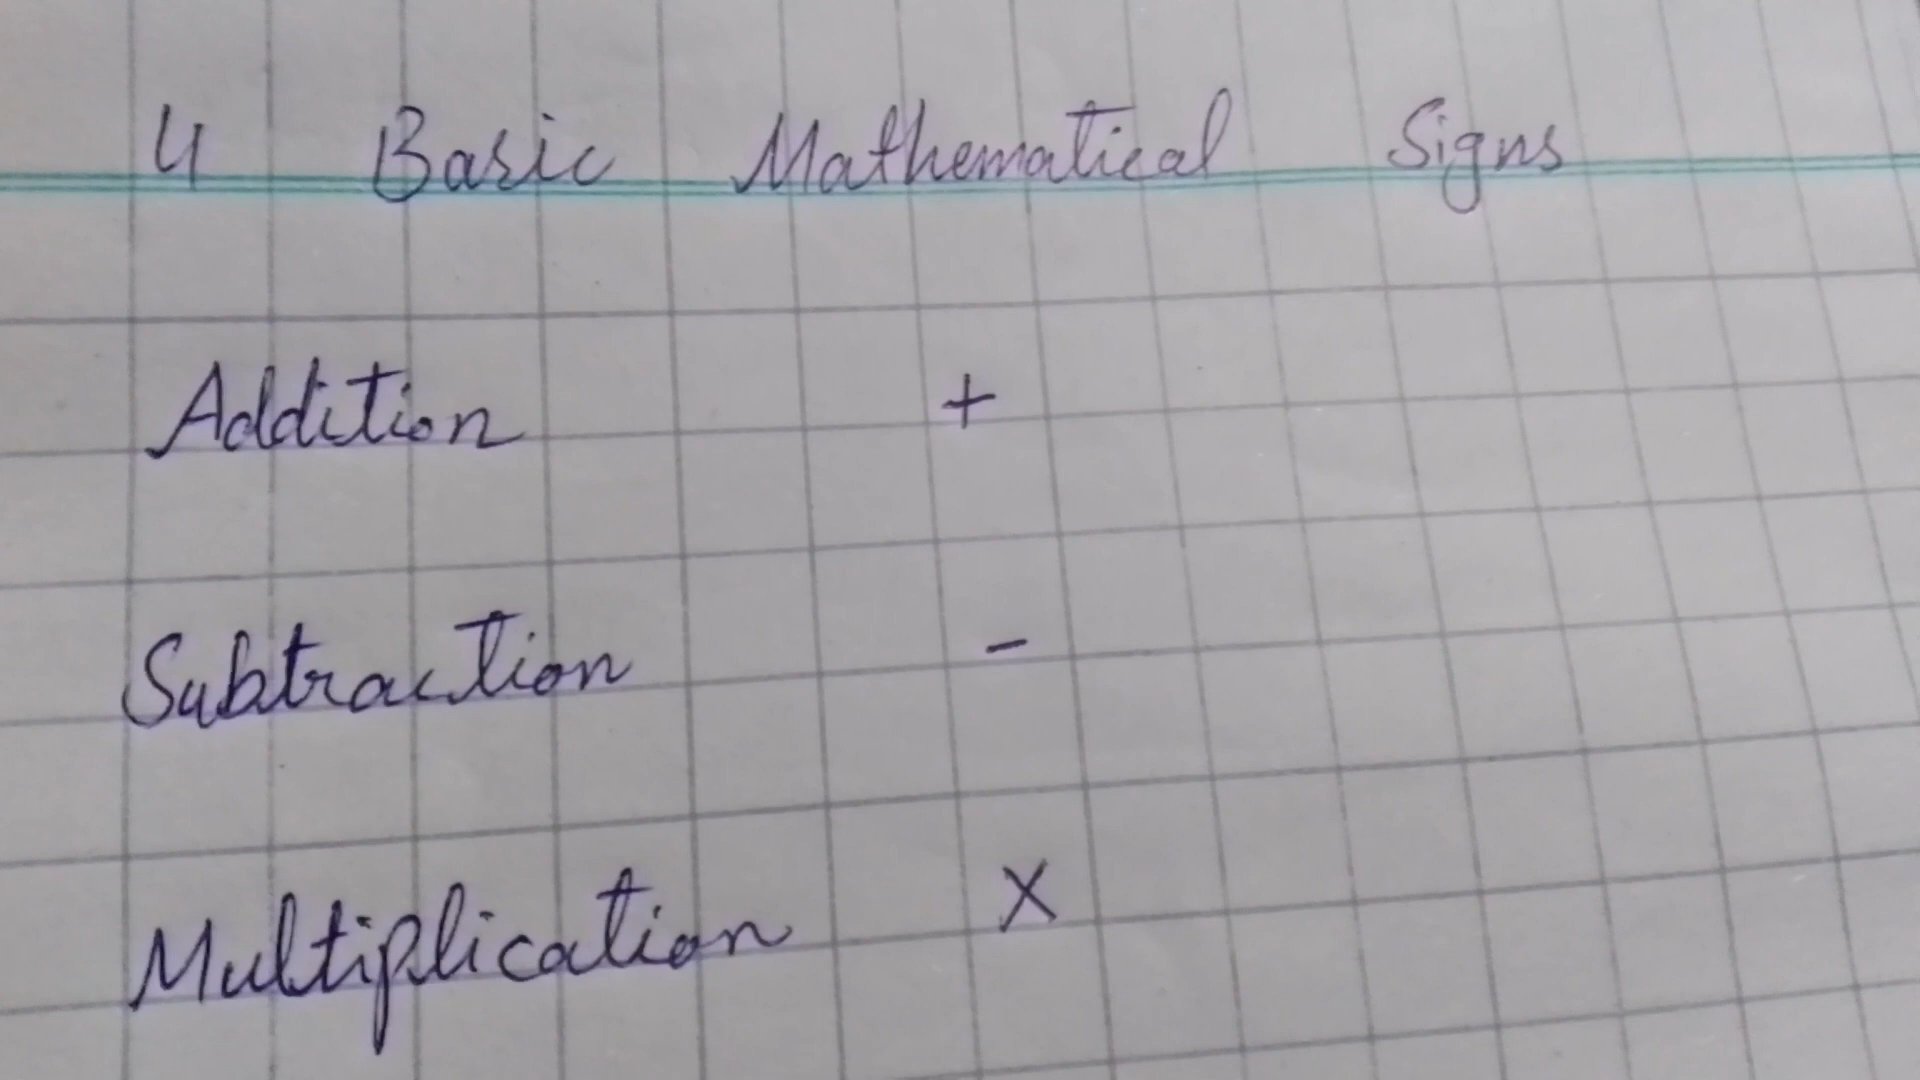 4 Basic Mathematical Signs
Addition +
Subtraction -
Multiplication ×